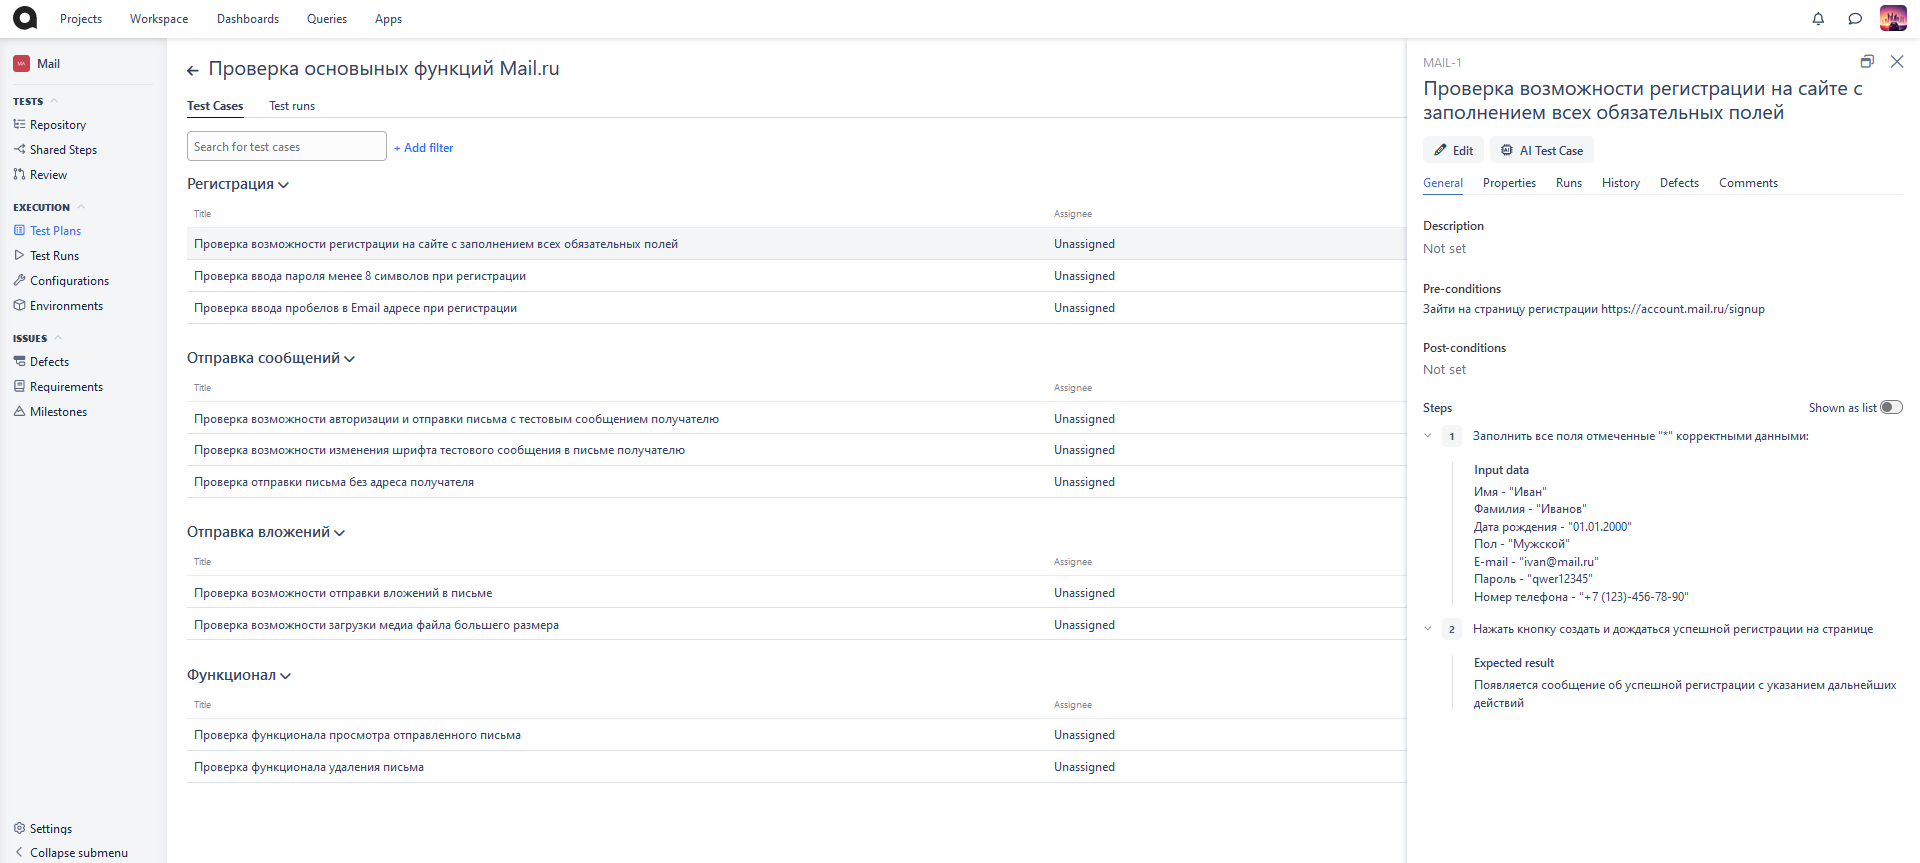 Projects
Workspace
Dashboards
Queries
Apps
MA
Mail
TESTS
Repository
Shared Steps
Review
EXECUTION
Test Plans
Test Runs
Configurations
Environments
ISSUES
Defects
Requirements
Milestones
Settings
Collapse submenu
Проверка основыных функций Mail.ru
Test Cases
Test runs
Search for test cases
+ Add filter
Регистрация
Title
Assignee
Проверка возможности регистрации на сайте с заполнением всех обязательных полей
Unassigned
Проверка ввода пароля менее 8 символов при регистрации
Unassigned
Проверка ввода пробелов в Email адресе при регистрации
Unassigned
Отправка сообщений
Title
Assignee
Проверка возможности авторизации и отправки письма с тестовым сообщением получателю
Unassigned
Проверка возможности изменения шрифта тестового сообщения в письме получателю
Unassigned
Проверка отправки письма без адреса получателя
Unassigned
Отправка вложений
Title
Assignee
Проверка возможности отправки вложений в письме
Unassigned
Проверка возможности загрузки медиа файла большего размера
Unassigned
Функционал
Title
Assignee
Проверка функционала просмотра отправленного письма
Unassigned
Проверка функционала удаления письма
Unassigned
MAIL-1
Проверка возможности регистрации на сайте с
заполнением всех обязательных полей
Edit
AI Test Case
General
Properties
Runs
History
Defects
Comments
Description
Not set
Pre-conditions
Зайти на страницу регистрации https://account.mail.ru/signup
Post-conditions
Not set
Steps
Shown as list
1
Заполнить все поля отмеченные "*" корректными данными:
Input data
Имя - "Иван"
Фамилия - "Иванов"
Дата рождения - "01.01.2000"
Пол - "Мужской"
E-mail - "ivan@mail.ru"
Пароль - "qwer12345"
Номер телефона - "+7 (123)-456-78-90"
2
Нажать кнопку создать и дождаться успешной регистрации на странице
Expected result
Появляется сообщение об успешной регистрации с указанием дальнейших
действий